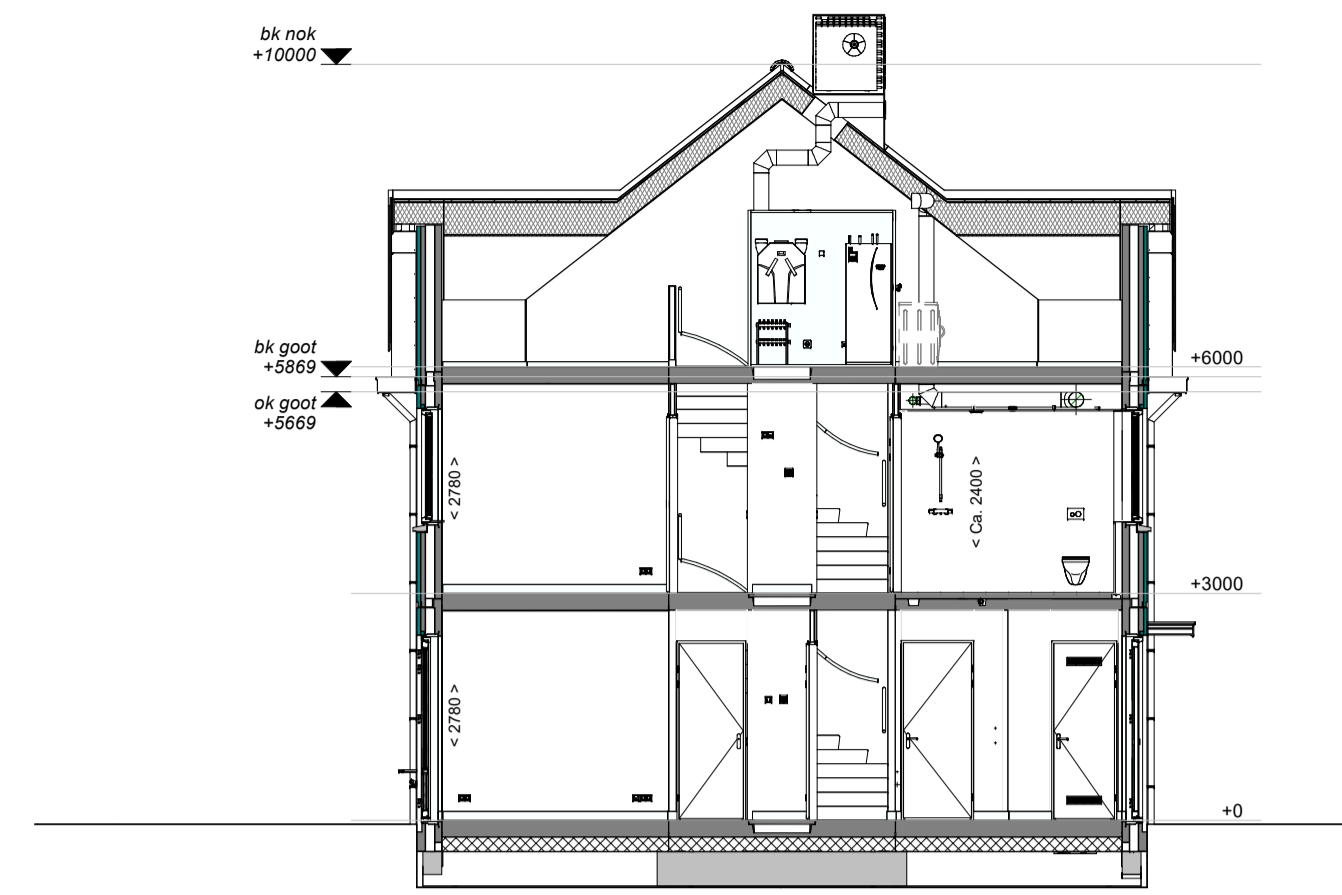 bk nok
+10000
bk goot
+5869
+6000
ok goot
+5669
< 2780 >
< Ca. 2400 >
+3000
< 2780 >
+0